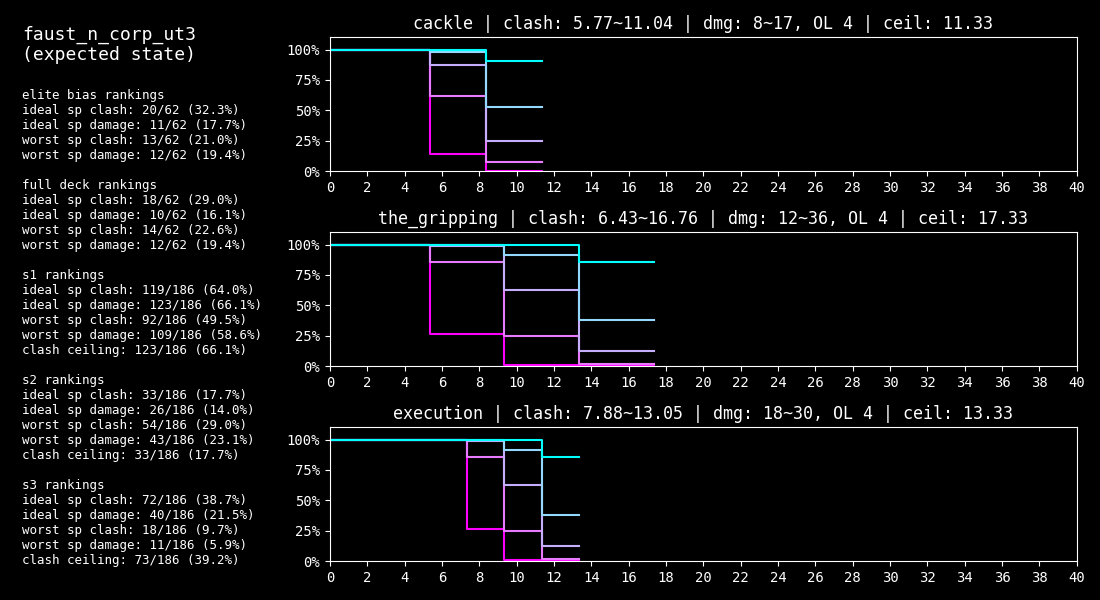 faust_n_corp_ut3
(expected state)
elite bias rankings
ideal sp clash: 20/62 (32.3%)
ideal sp damage: 11/62 (17.7%)
worst sp clash: 13/62 (21.0%)
worst sp damage: 12/62 (19.4%)
full deck rankings
ideal sp clash: 18/62 (29.0%)
ideal sp damage: 10/62 (16.1%)
worst sp clash: 14/62 (22.6%)
worst sp damage: 12/62 (19.4%)
s1 rankings
ideal sp clash: 119/186 (64.0%)
ideal sp damage: 123/186 (66.1%)
worst sp clash: 92/186 (49.5%)
worst sp damage: 109/186 (58.6%)
clash ceiling: 123/186 (66.1%)
s2 rankings
ideal sp clash: 33/186 (17.7%)
ideal sp damage: 26/186 (14.0%)
worst sp clash: 54/186 (29.0%)
worst sp damage: 43/186 (23.1%)
clash ceiling: 33/186 (17.7%)
s3 rankings
ideal sp clash: 72/186 (38.7%)
ideal sp damage: 40/186 (21.5%)
worst sp clash: 18/186 (9.7%)
worst sp damage: 11/186 (5.9%)
clash ceiling: 73/186 (39.2%)
cackle | clash: 5.77~11.04 | dmg: 8~17, OL 4 | ceil: 11.33
100%
75%
50%
25%
0%
0 2 4 6 8 10 12 14 16 18 20 22 24 26 28 30 32 34 36 38 40
the_gripping | clash: 6.43~16.76 | dmg: 12~36, OL 4 | ceil: 17.33
100%
75%
50%
25%
0%
0 2 4 6 8 10 12 14 16 18 20 22 24 26 28 30 32 34 36 38 40
execution | clash: 7.88~13.05 | dmg: 18~30, OL 4 | ceil: 13.33
100%
75%
50%
25%
0%
0 2 4 6 8 10 12 14 16 18 20 22 24 26 28 30 32 34 36 38 40